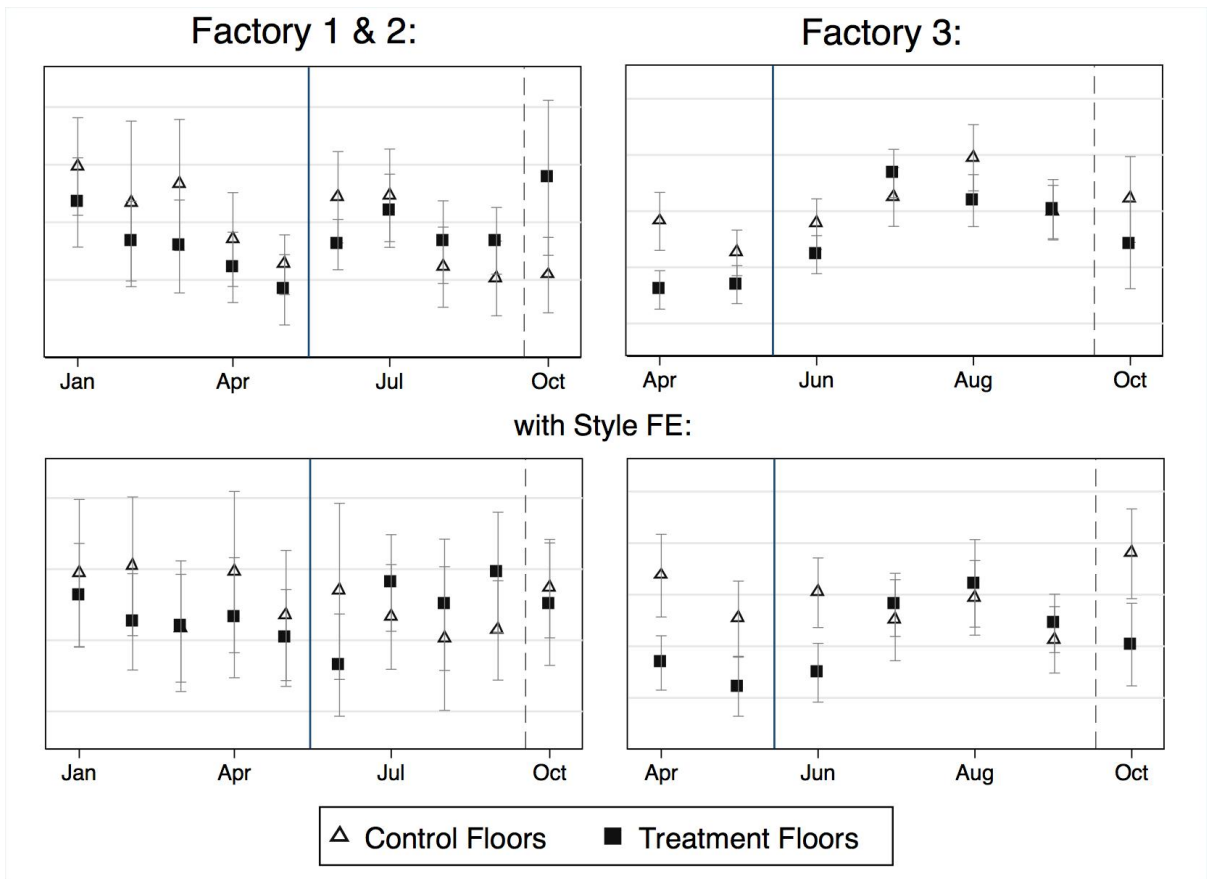 Factory 1 & 2:
Factory 3:
Jan Apr Jul Oct
Apr Jun Aug Oct
with Style FE:
Jan Apr Jul Oct
Apr Jun Aug Oct
Control Floors Treatment Floors